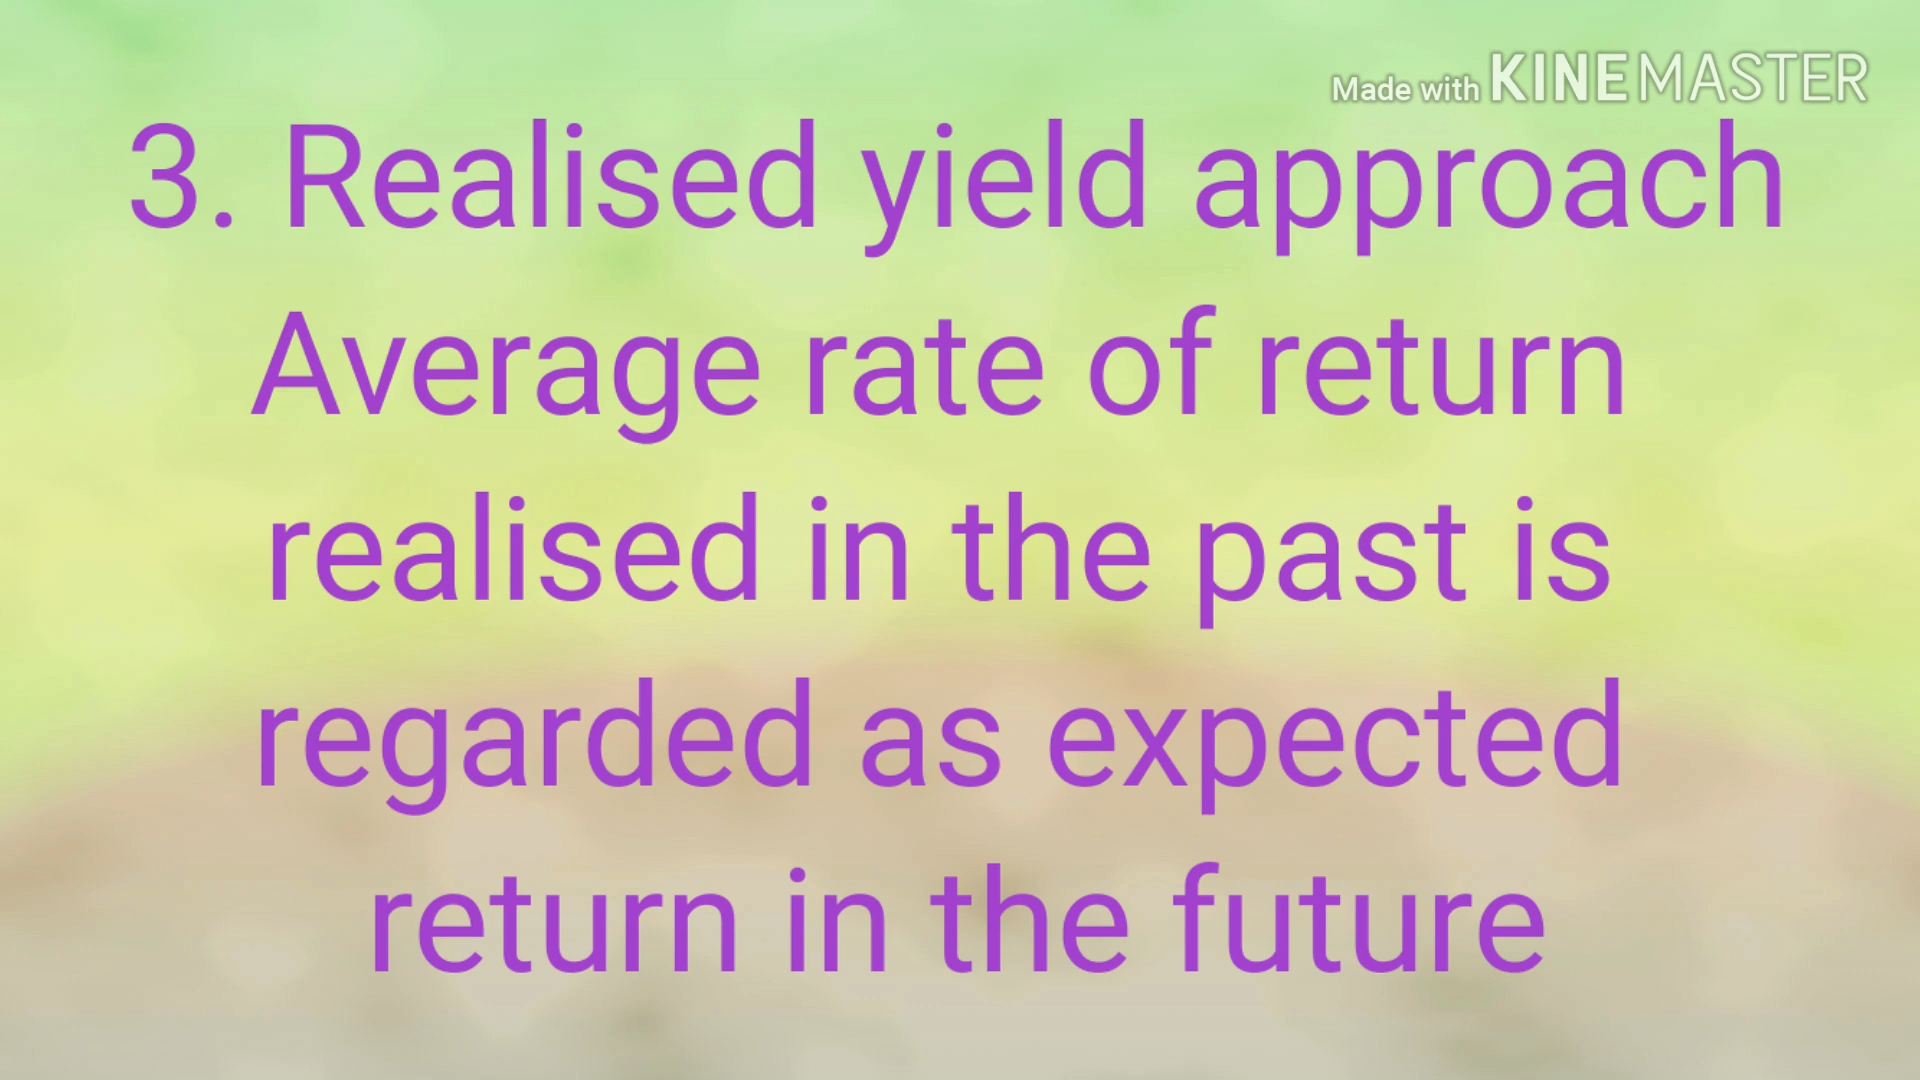 Made with KINEMASTER
3. Realised yield approach
Average rate of return
realised in the past is
regarded as expected
return in the future